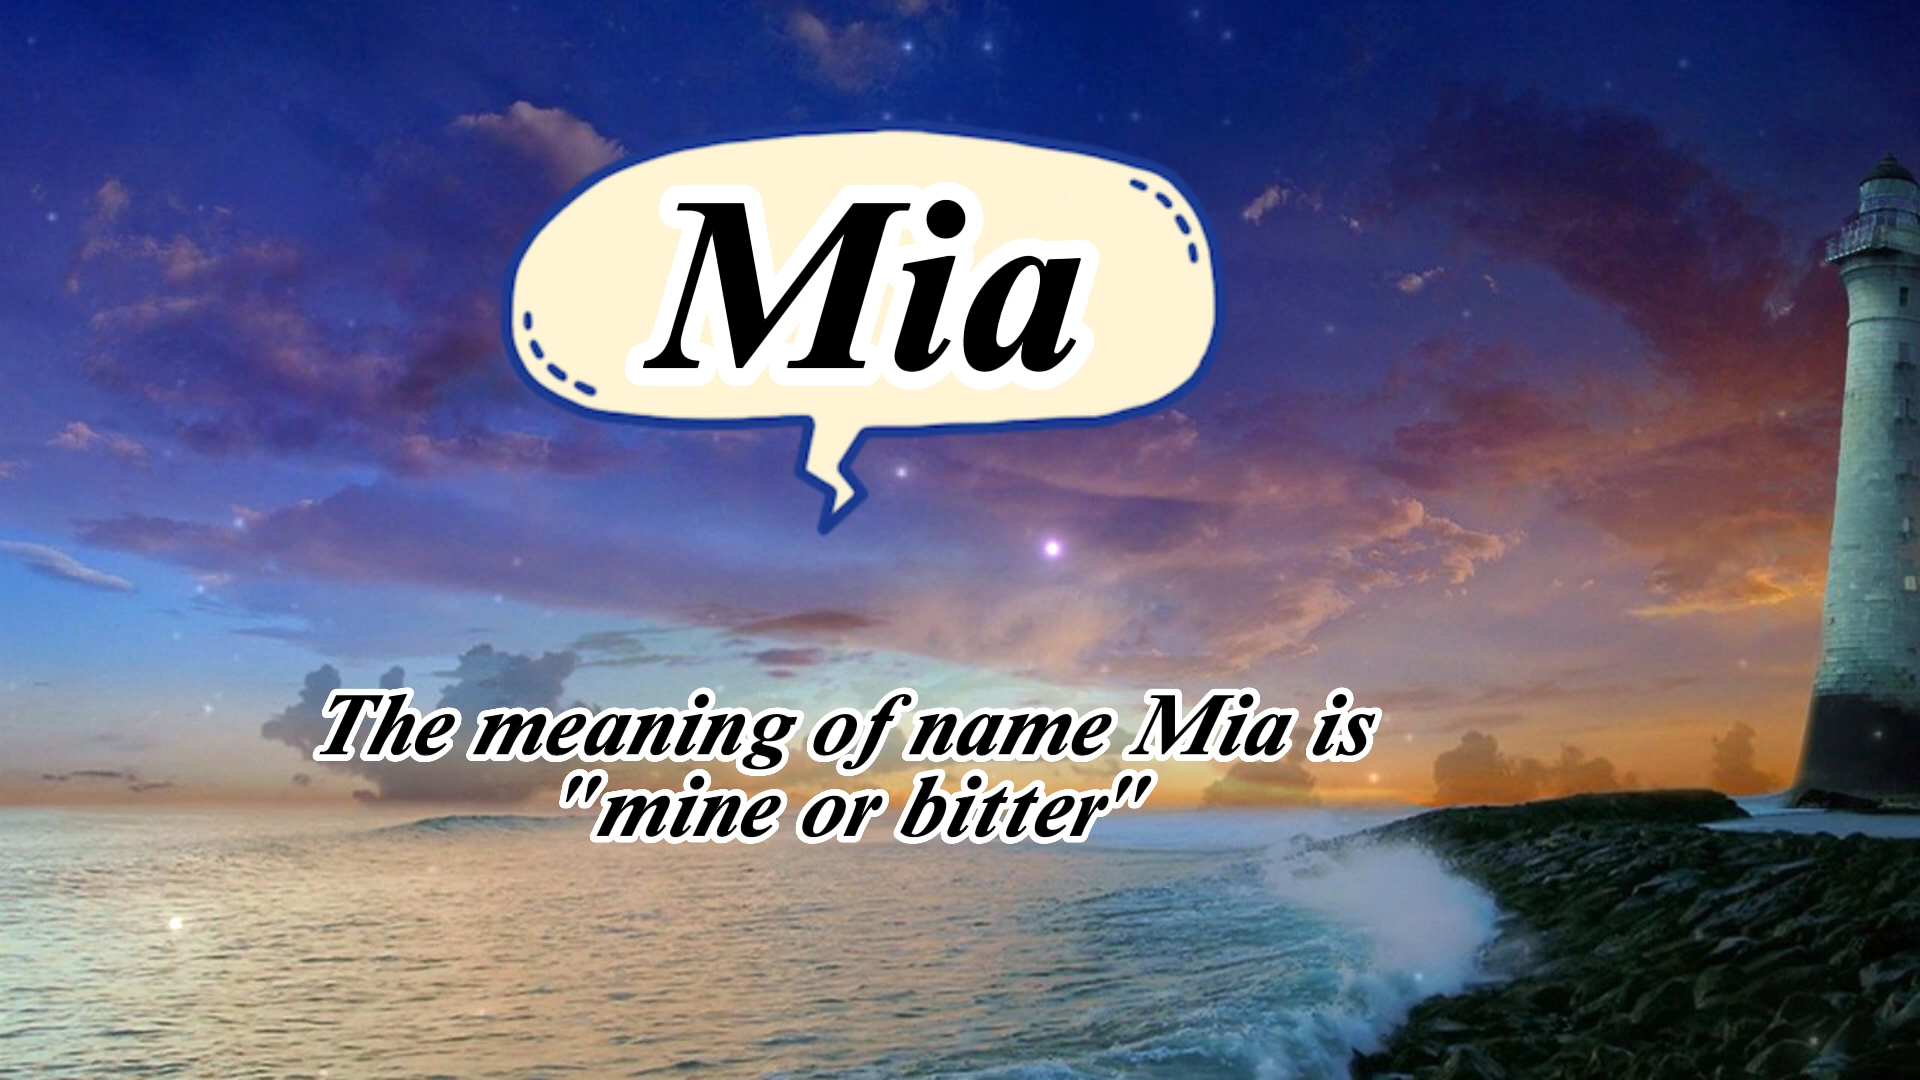 Mia
The meaning of name Mia is
"mine or bitter"